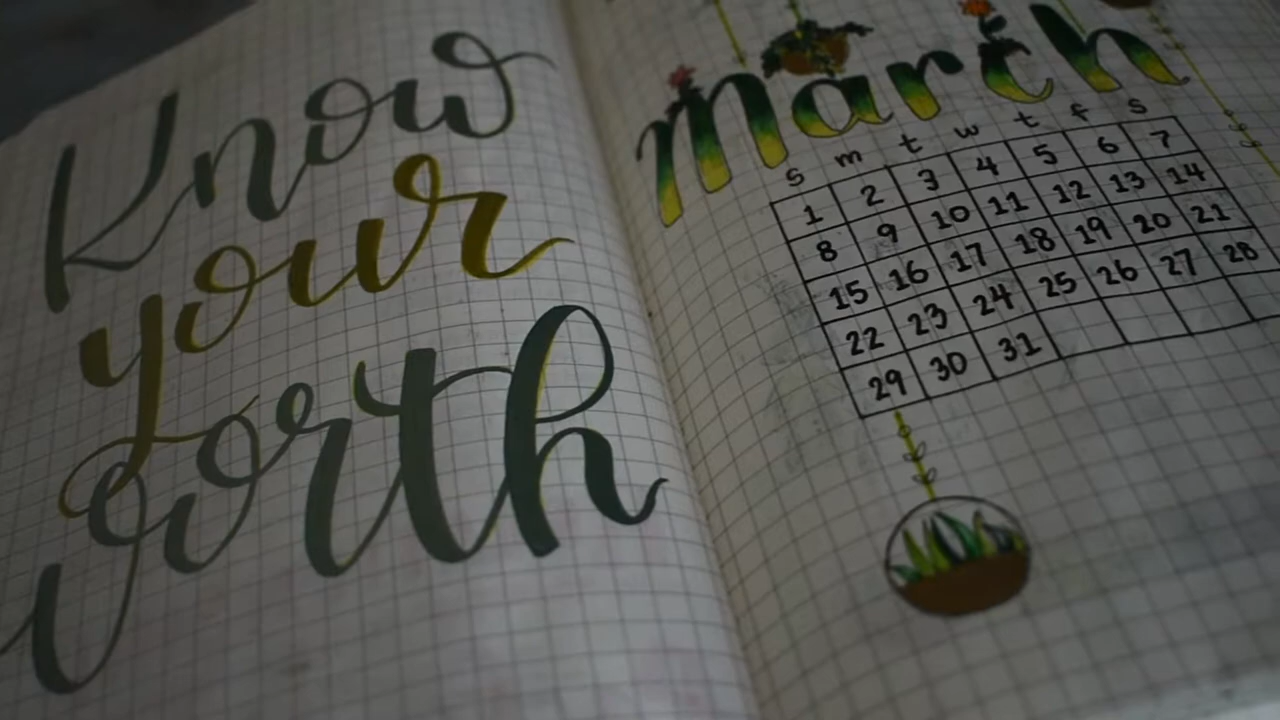 Know
your
worth
march
s m t w t f s
1 2 3 4 5 6 7
8 9 10 11 12 13 14
15 16 17 18 19 20 21
22 23 24 25 26 27 28
29 30 31